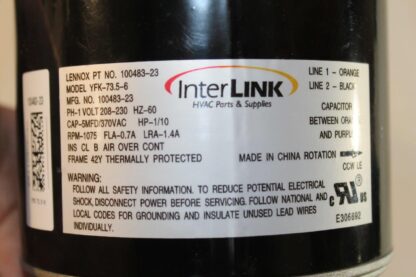 LENNOX PT NO. 100483-23
MODEL YFK-73.5-6
MFG. NO. 100483-23
PH-1 VOLT 208-230 HZ-60
CAP-5MFD/370VAC HP-1/10
RPM-1075 FLA-0.7A LRA-1.4A
INS CL B AIR OVER CONT
FRAME 42Y THERMALLY PROTECTED
InterLINK
HVAC Parts & Supplies
LINE 1 - ORANGE
LINE 2 - BLACK
CAPACITOR
BETWEEN ORAN
AND PURPL
MADE IN CHINA ROTATION
CCW LE
WARNING:
FOLLOW ALL SAFETY INFORMATION. TO REDUCE POTENTIAL ELECTRICAL
SHOCK, DISCONNECT POWER BEFORE SERVICING. FOLLOW NATIONAL AND
LOCAL CODES FOR GROUNDING AND INSULATE UNUSED LEAD WIRES
INDIVIDUALLY.
c RU us
E306692